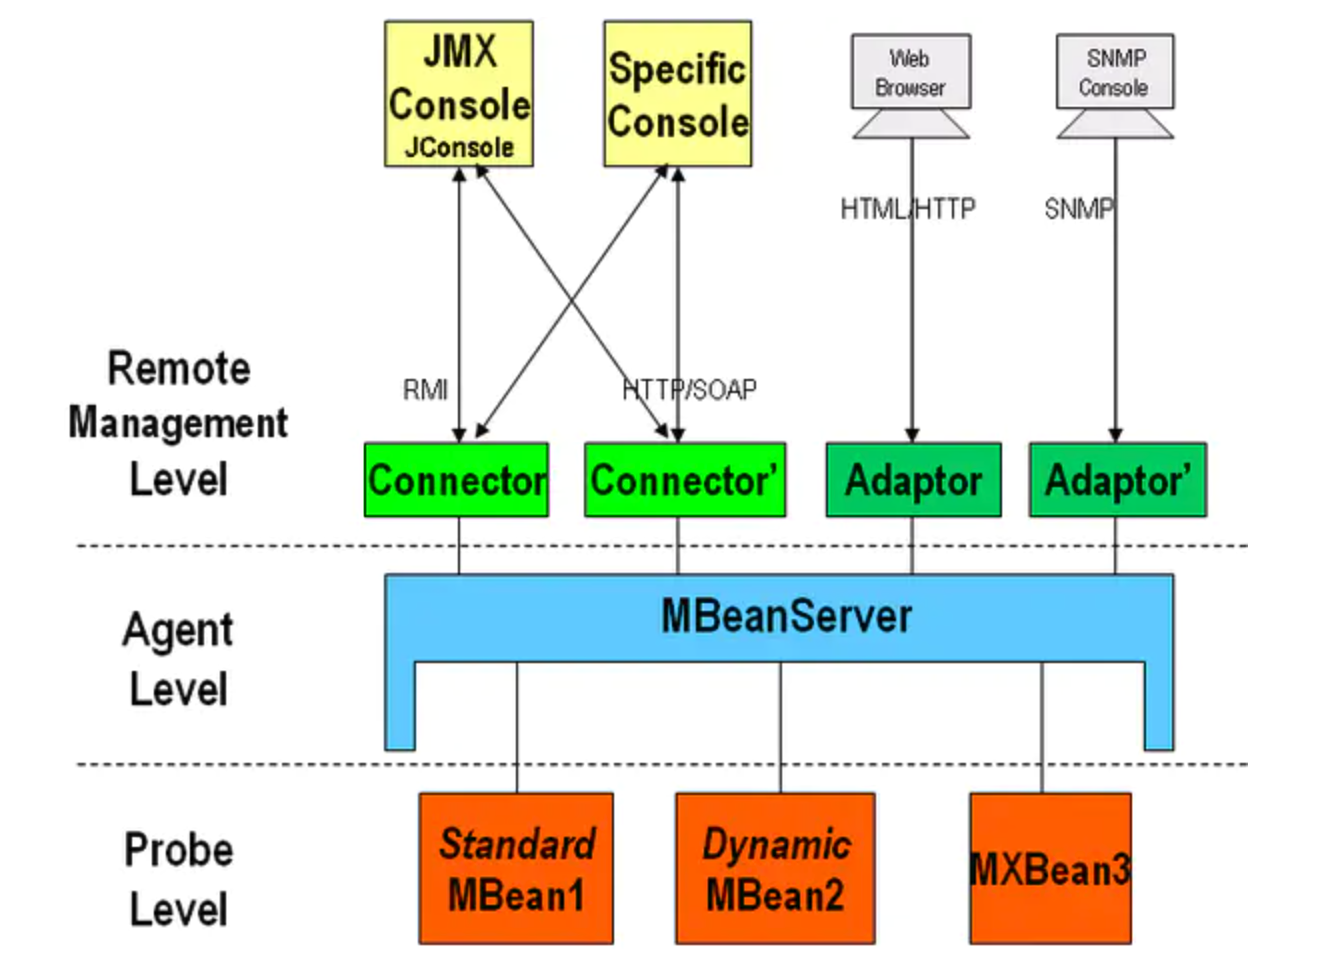 JMX
Console
JConsole
Specific
Console
Web
Browser
SNMP
Console
HTML/HTTP
SNMP
Remote
Management
Level
RMI
HTTP/SOAP
Connector
Connector’
Adaptor
Adaptor’
Agent
Level
MBeanServer
Probe
Level
Standard
MBean1
Dynamic
MBean2
MXBean3